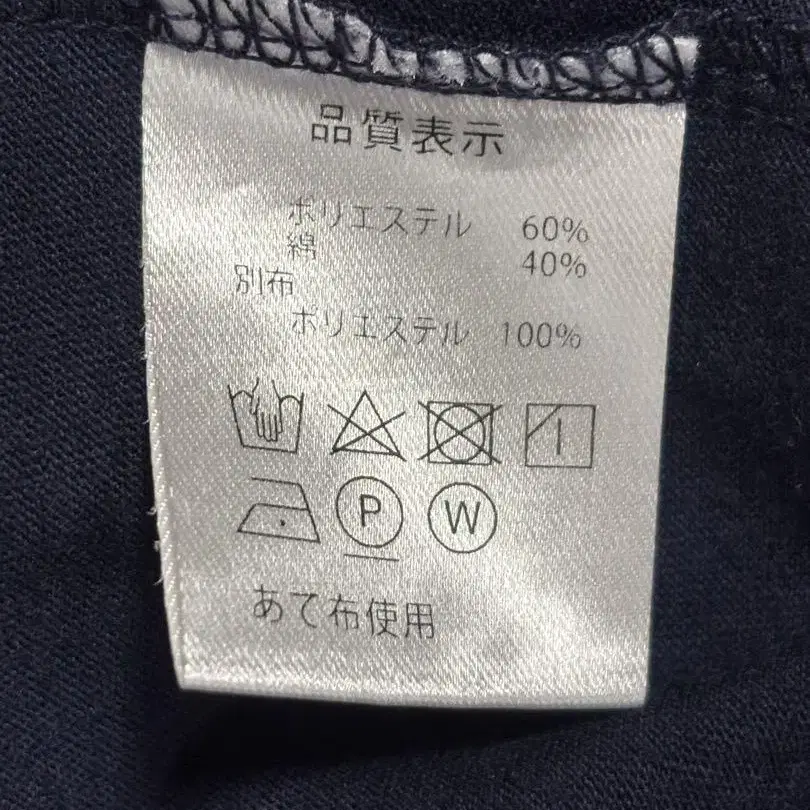 品質表示
ポリエステル 60%
綿 40%
別布
ポリエステル 100%
P W
あて布使用